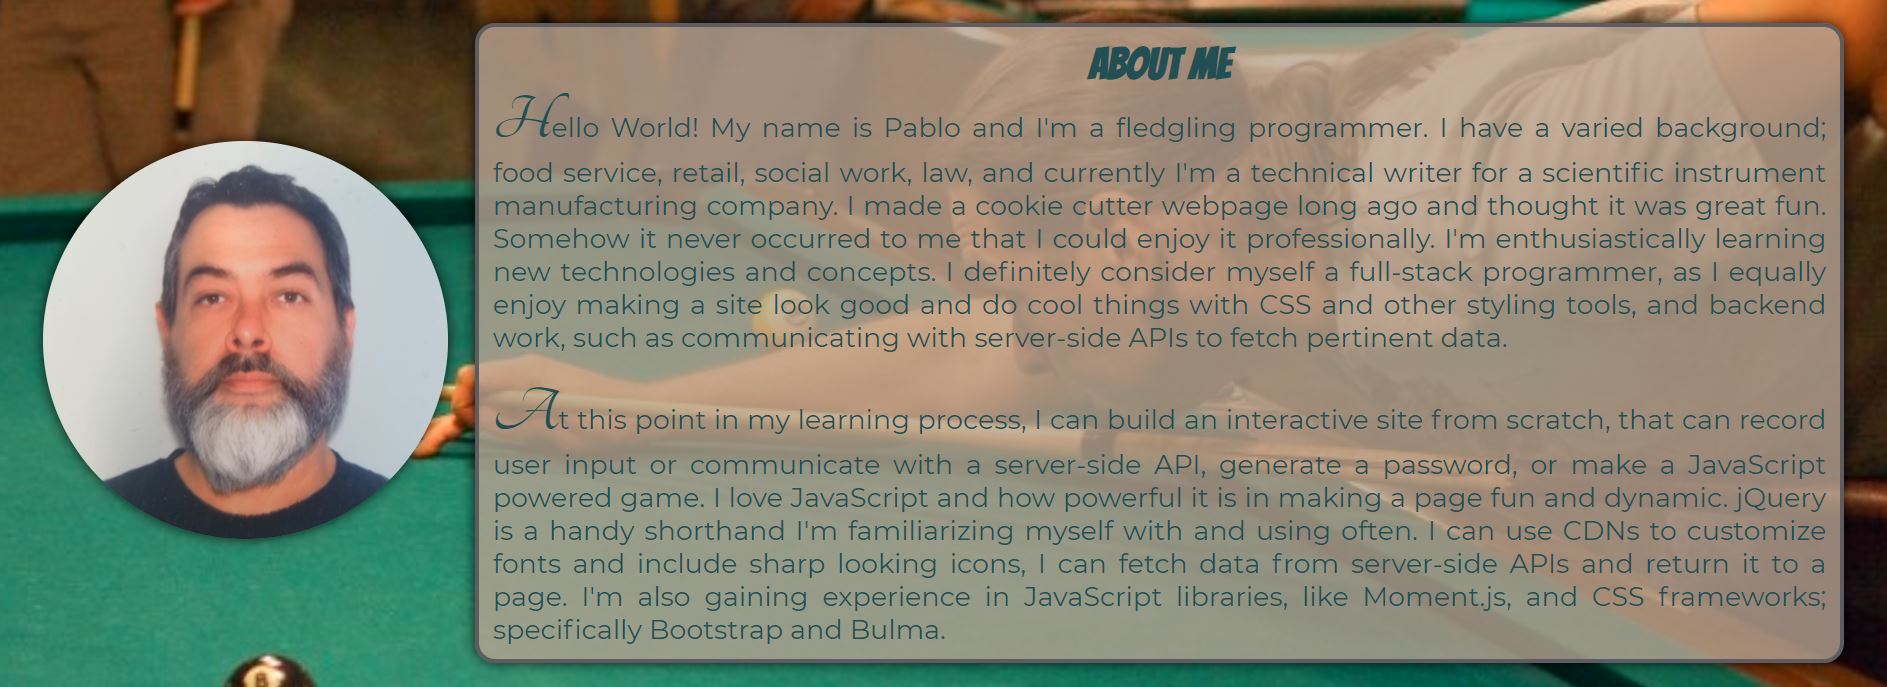 ABOUT ME
Hello World! My name is Pablo and I'm a fledgling programmer. I have a varied background;
food service, retail, social work, law, and currently I'm a technical writer for a scientific instrument
manufacturing company. I made a cookie cutter webpage long ago and thought it was great fun.
Somehow it never occurred to me that I could enjoy it professionally. I'm enthusiastically learning
new technologies and concepts. I definitely consider myself a full-stack programmer, as I equally
enjoy making a site look good and do cool things with CSS and other styling tools, and backend
work, such as communicating with server-side APIs to fetch pertinent data.
At this point in my learning process, I can build an interactive site from scratch, that can record
user input or communicate with a server-side API, generate a password, or make a JavaScript
powered game. I love JavaScript and how powerful it is in making a page fun and dynamic. jQuery
is a handy shorthand I'm familiarizing myself with and using often. I can use CDNs to customize
fonts and include sharp looking icons, I can fetch data from server-side APIs and return it to a
page. I'm also gaining experience in JavaScript libraries, like Moment.js, and CSS frameworks;
specifically Bootstrap and Bulma.
8